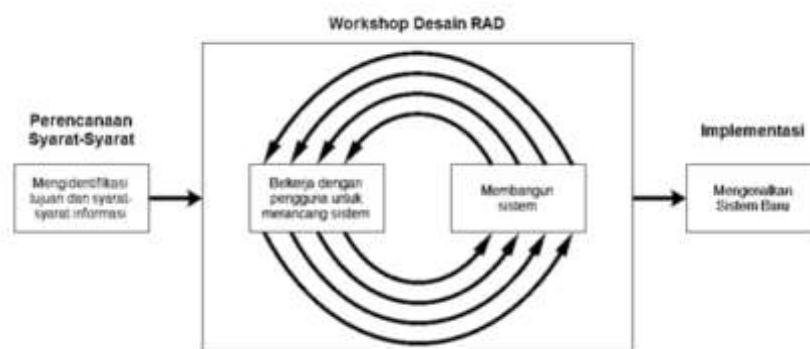 Workshop Desain RAD
Perencanaan
Syarat-Syarat
Mengidentifikasi
tujuan dan syarat-
syarat informasi
Bekerja dengan
pengguna untuk
merancang sistem
Membangun
sistem
Implementasi
Mengenalkan
Sistem Baru